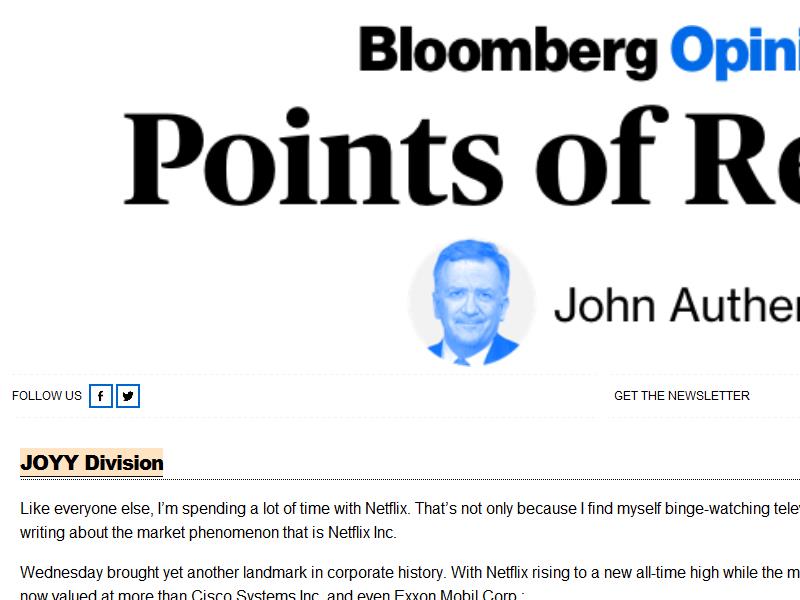 Bloomberg Opini
Points of Re
John Auther
FOLLOW US
GET THE NEWSLETTER
JOYY Division
Like everyone else, I'm spending a lot of time with Netflix. That's not only because I find myself binge-watching tele
writing about the market phenomenon that is Netflix Inc.
Wednesday brought yet another landmark in corporate history. With Netflix rising to a new all-time high while the m
now valued at more than Cisco Systems Inc. and even Exxon Mobil Corp.: